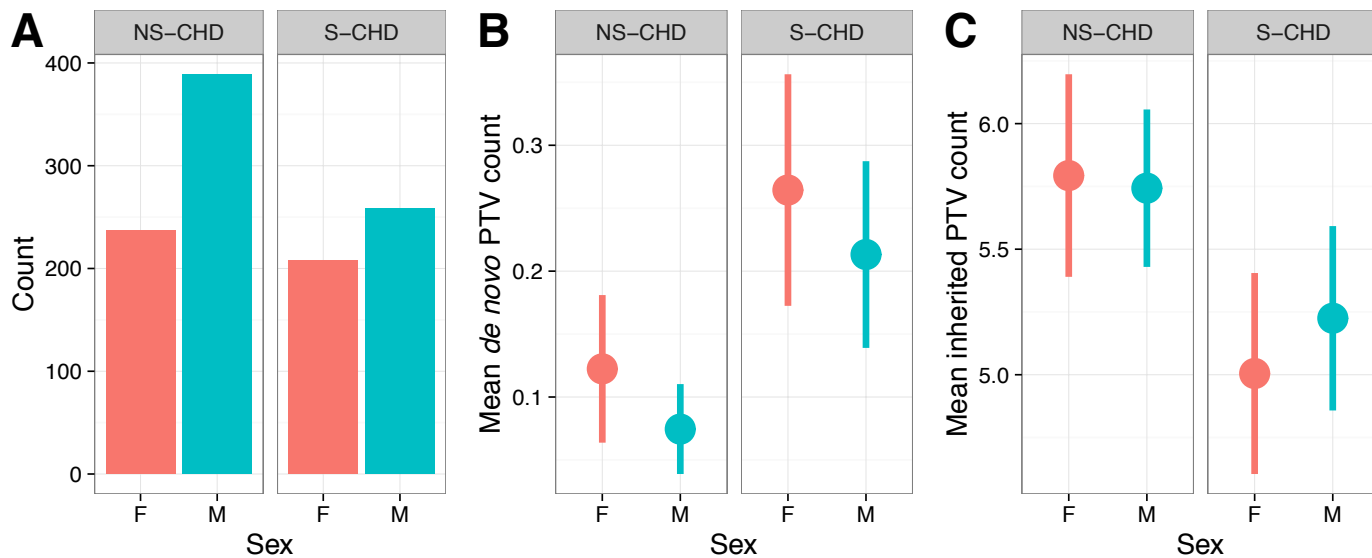 A
NS−CHD
S−CHD
Count
400
300
200
100
0
F
M
F
M
Sex
B
NS−CHD
S−CHD
Mean de novo PTV count
0.3
0.2
0.1
F
M
F
M
Sex
C
NS−CHD
S−CHD
Mean inherited PTV count
6.0
5.5
5.0
F
M
F
M
Sex